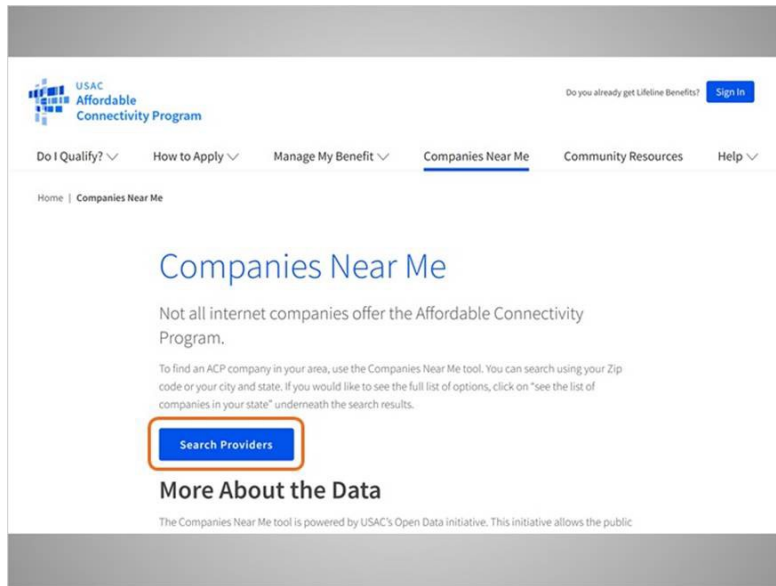 USAC
Affordable
Connectivity Program
Do you already get Lifeline Benefits?
Sign In
Do I Qualify?
How to Apply
Manage My Benefit
Companies Near Me
Community Resources
Help
Home | Companies Near Me
Companies Near Me
Not all internet companies offer the Affordable Connectivity
Program.
To find an ACP company in your area, use the Companies Near Me tool. You can search using your Zip
code or your city and state. If you would like to see the full list of options, click on “see the list of
companies in your state” underneath the search results.
Search Providers
More About the Data
The Companies Near Me tool is powered by USAC’s Open Data initiative. This initiative allows the public